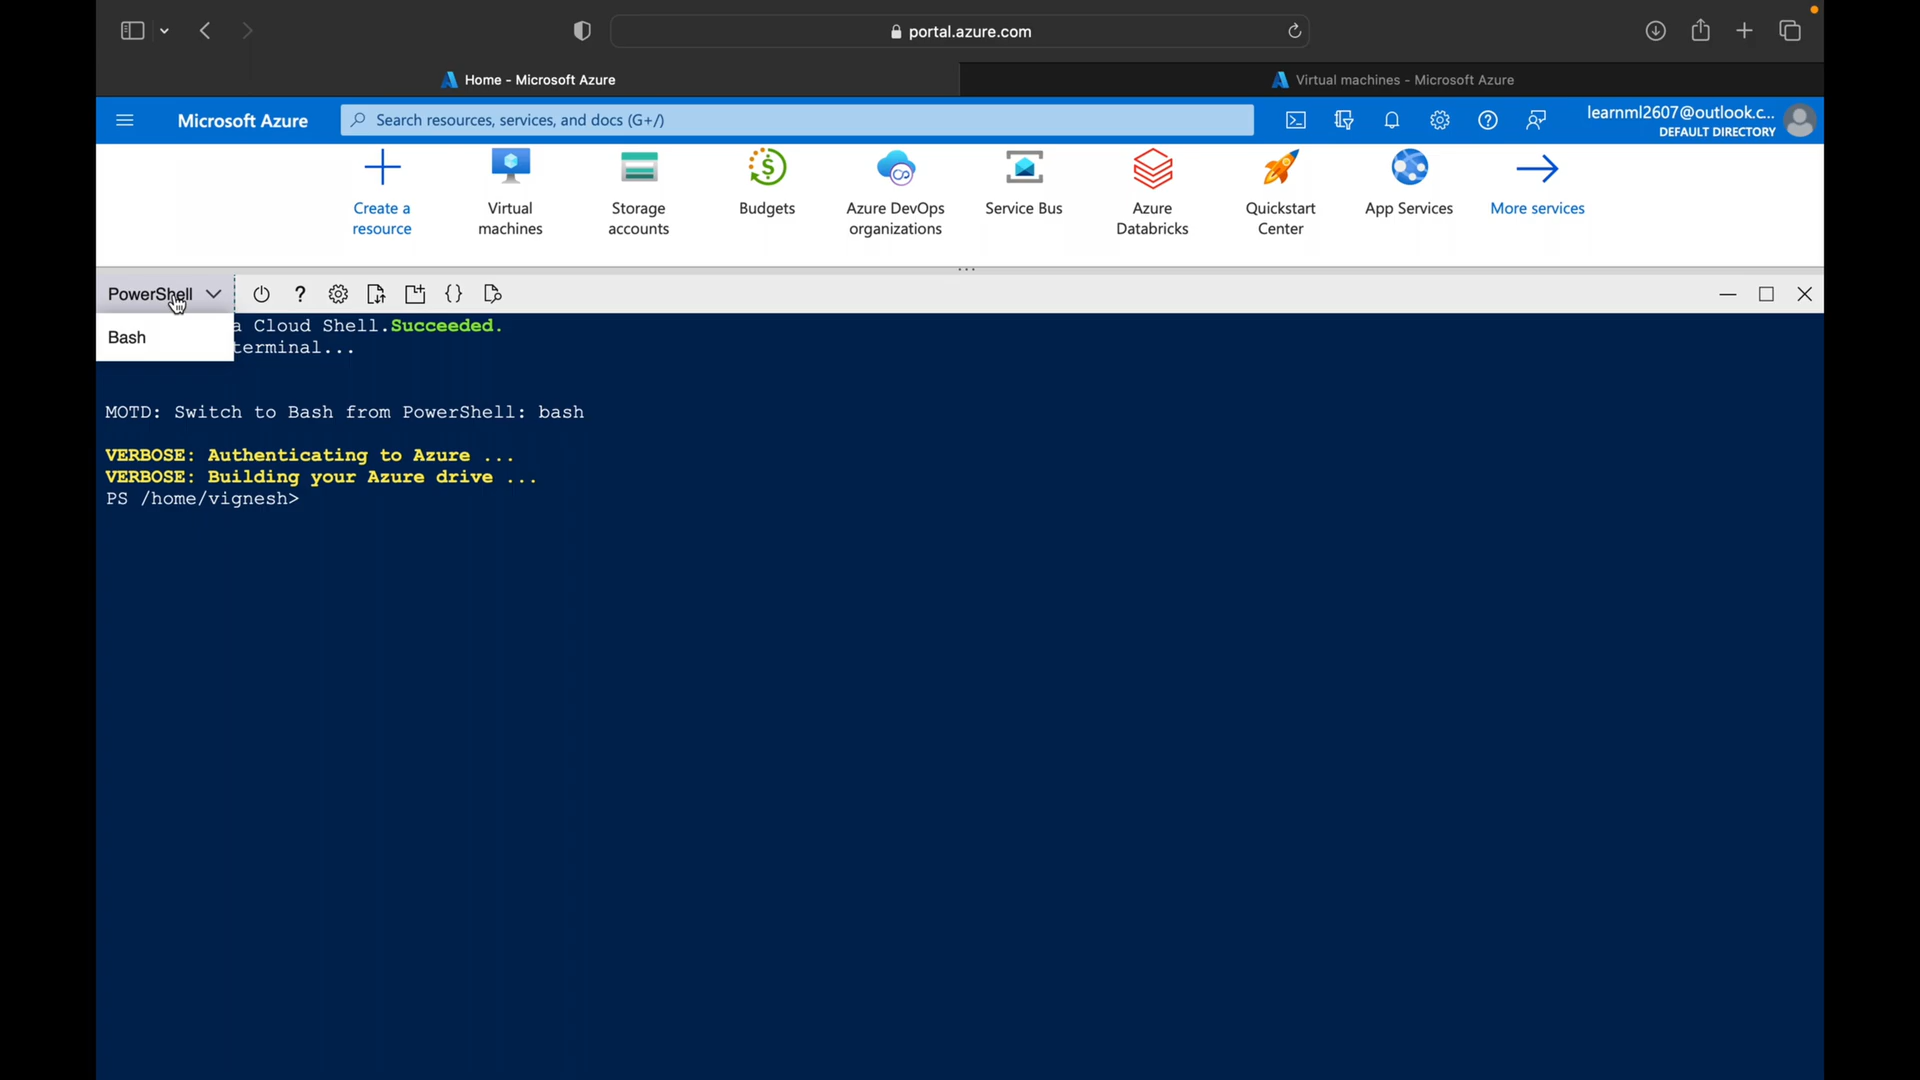 portal.azure.com
Home - Microsoft Azure
Virtual machines - Microsoft Azure
Microsoft Azure
Search resources, services, and docs (G+/)
learnml2607@outlook.c...
DEFAULT DIRECTORY
Create a
resource
Virtual
machines
Storage
accounts
Budgets
Azure DevOps
organizations
Service Bus
Azure
Databricks
Quickstart
Center
App Services
More services
PowerShell
Bash
a Cloud Shell.Succeeded.
terminal...
MOTD: Switch to Bash from PowerShell: bash
VERBOSE: Authenticating to Azure ...
VERBOSE: Building your Azure drive ...
PS /home/vignesh>